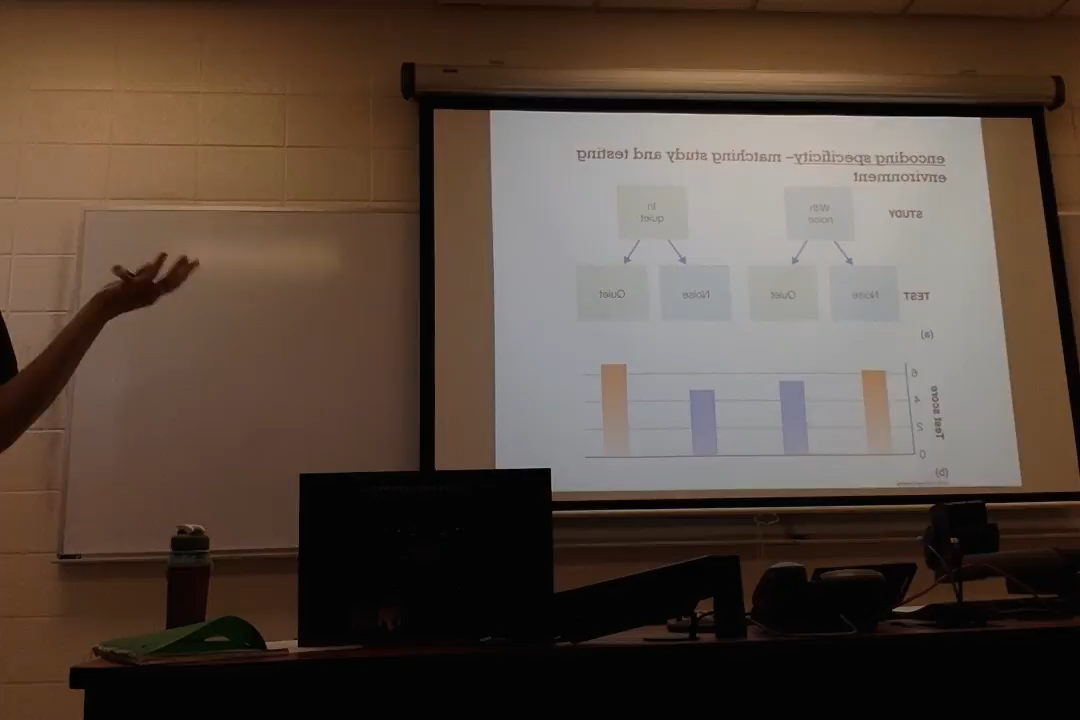 encoding specificity– matching study and testing
environment
STUDY
With
noise
In
quiet
TEST
Noise
Quiet
Noise
Quiet
(a)
6
4
2
0
Test score
(b)